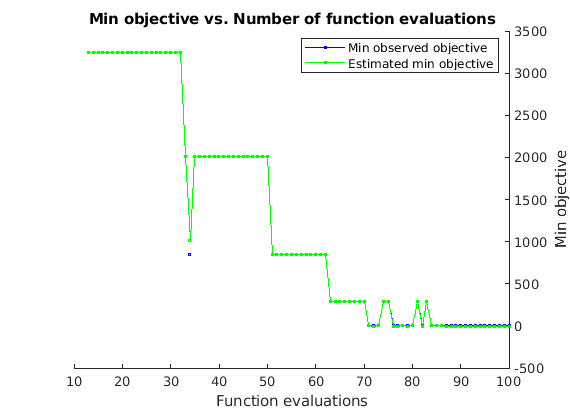 Min objective vs. Number of function evaluations
Min observed objective
Estimated min objective
3500
3000
2500
2000
1500
1000
500
0
-500
Min objective
10 20 30 40 50 60 70 80 90 100
Function evaluations